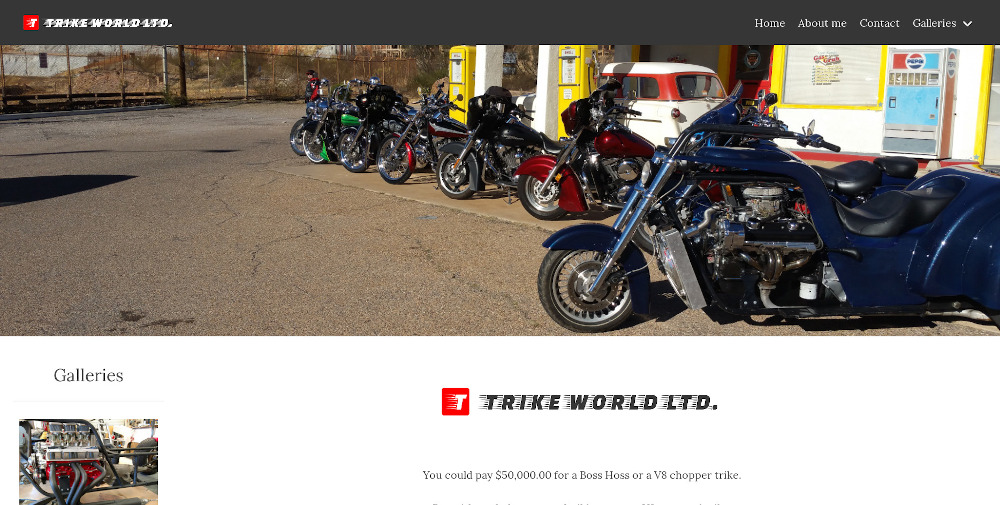 TRIKE WORLD LTD.
Home About me Contact Galleries
PEPSI
Galleries
T TRIKE WORLD LTD.
You could pay $50,000.00 for a Boss Hoss or a V8 chopper trike.